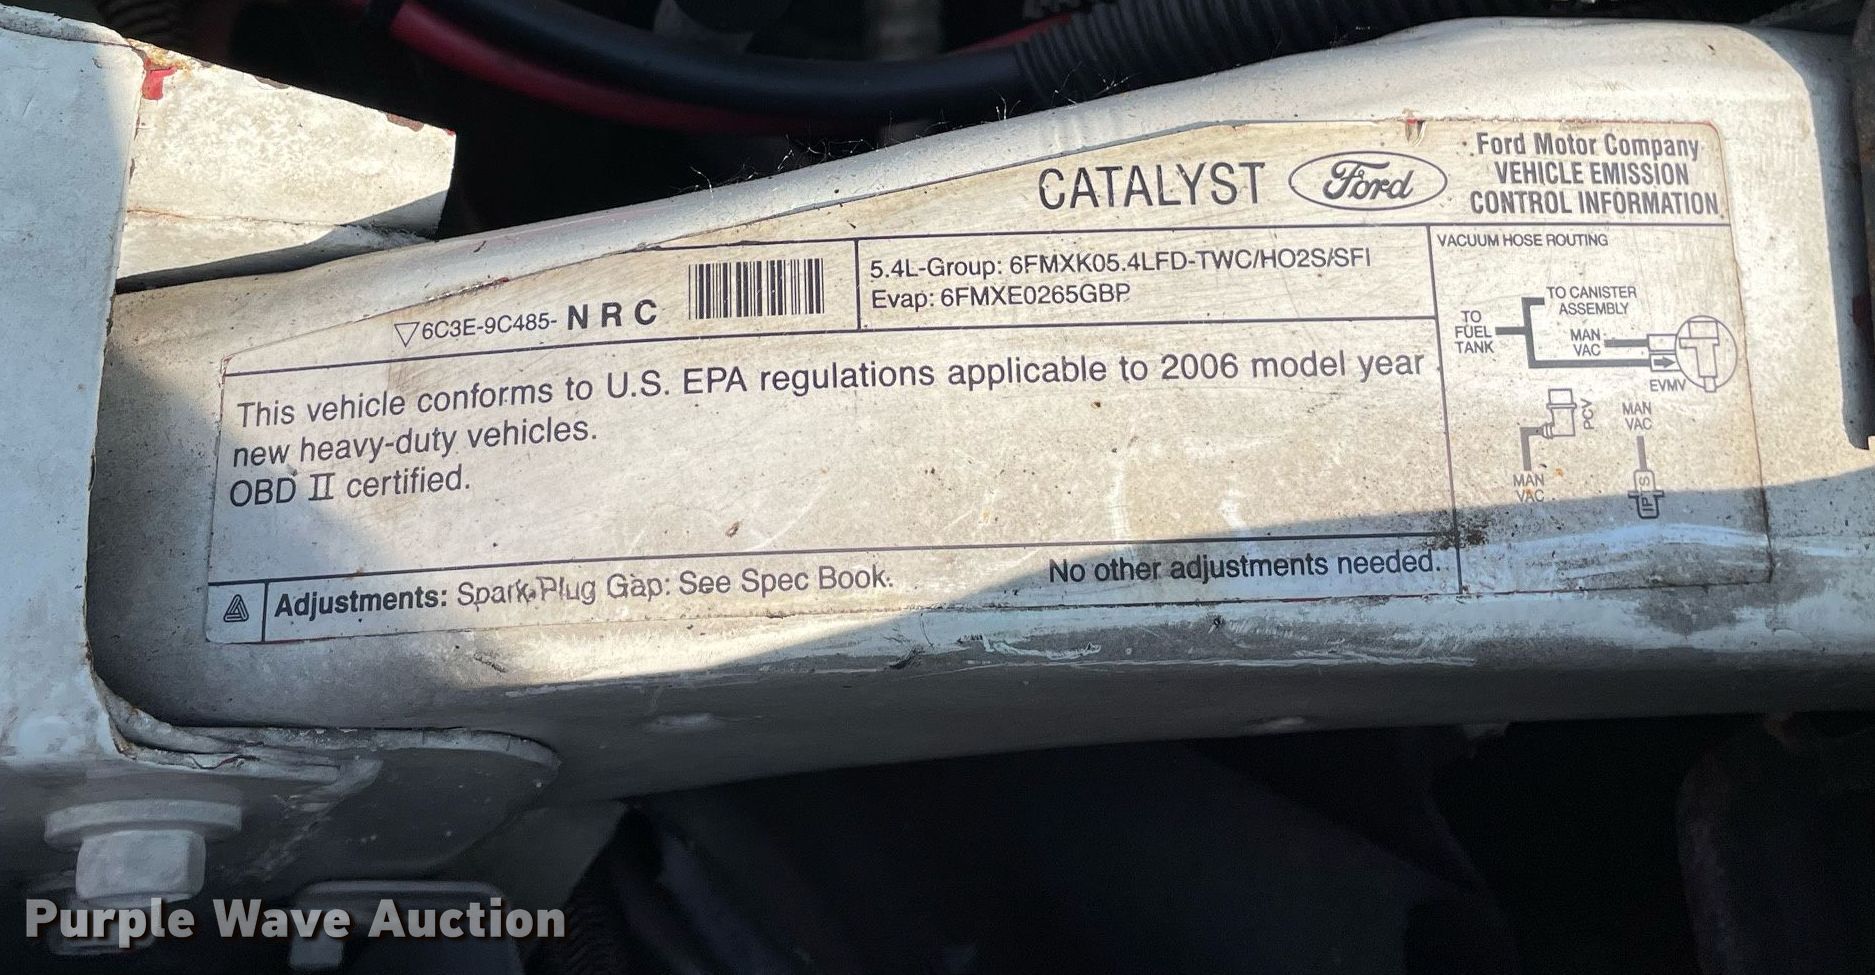 CATALYST
Ford
Ford Motor Company
VEHICLE EMISSION
CONTROL INFORMATION
6C3E-9C485- N R C
5.4L-Group: 6FMXK05.4LFD-TWC/HO2S/SFI
Evap: 6FMXE0265GBP
This vehicle conforms to U.S. EPA regulations applicable to 2006 model year
new heavy-duty vehicles.
OBD II certified.
Adjustments: Spark Plug Gap: See Spec Book.
No other adjustments needed.
VACUUM HOSE ROUTING
TO CANISTER
ASSEMBLY
TO
FUEL
TANK
MAN
VAC
EVMV
PCV
MAN
VAC
MAN
VAC
IPTS
Purple Wave Auction